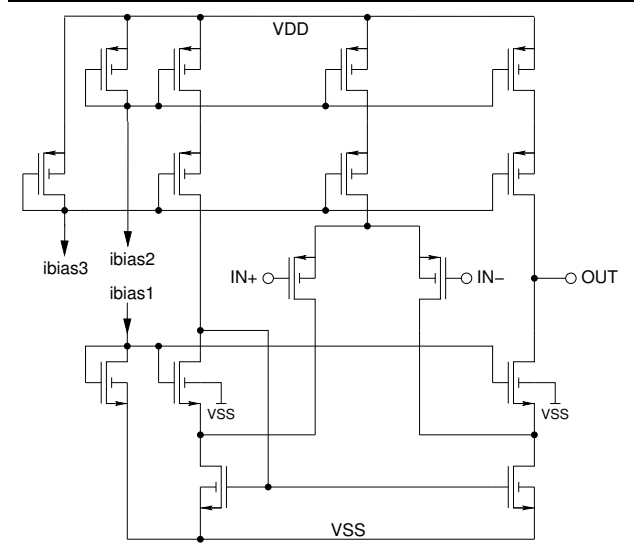 VDD
ibias3
ibias2
ibias1
IN+
IN−
OUT
VSS
VSS
VSS